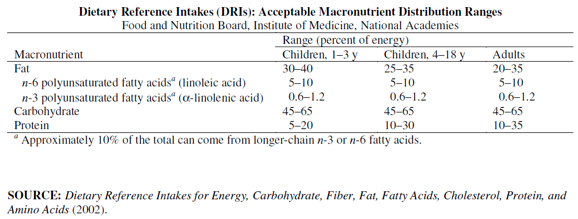 Dietary Reference Intakes (DRIs): Acceptable Macronutrient Distribution Ranges
Food and Nutrition Board, Institute of Medicine, National Academies
Range (percent of energy)
Macronutrient Children, 1–3 y Children, 4–18 y Adults
Fat 30–40 25–35 20–35
n-6 polyunsaturated fatty acidsᵃ (linoleic acid) 5–10 5–10 5–10
n-3 polyunsaturated fatty acidsᵃ (α-linolenic acid) 0.6–1.2 0.6–1.2 0.6–1.2
Carbohydrate 45–65 45–65 45–65
Protein 5–20 10–30 10–35
ᵃ Approximately 10% of the total can come from longer-chain n-3 or n-6 fatty acids.
SOURCE: Dietary Reference Intakes for Energy, Carbohydrate, Fiber, Fat, Fatty Acids, Cholesterol, Protein, and
Amino Acids (2002).